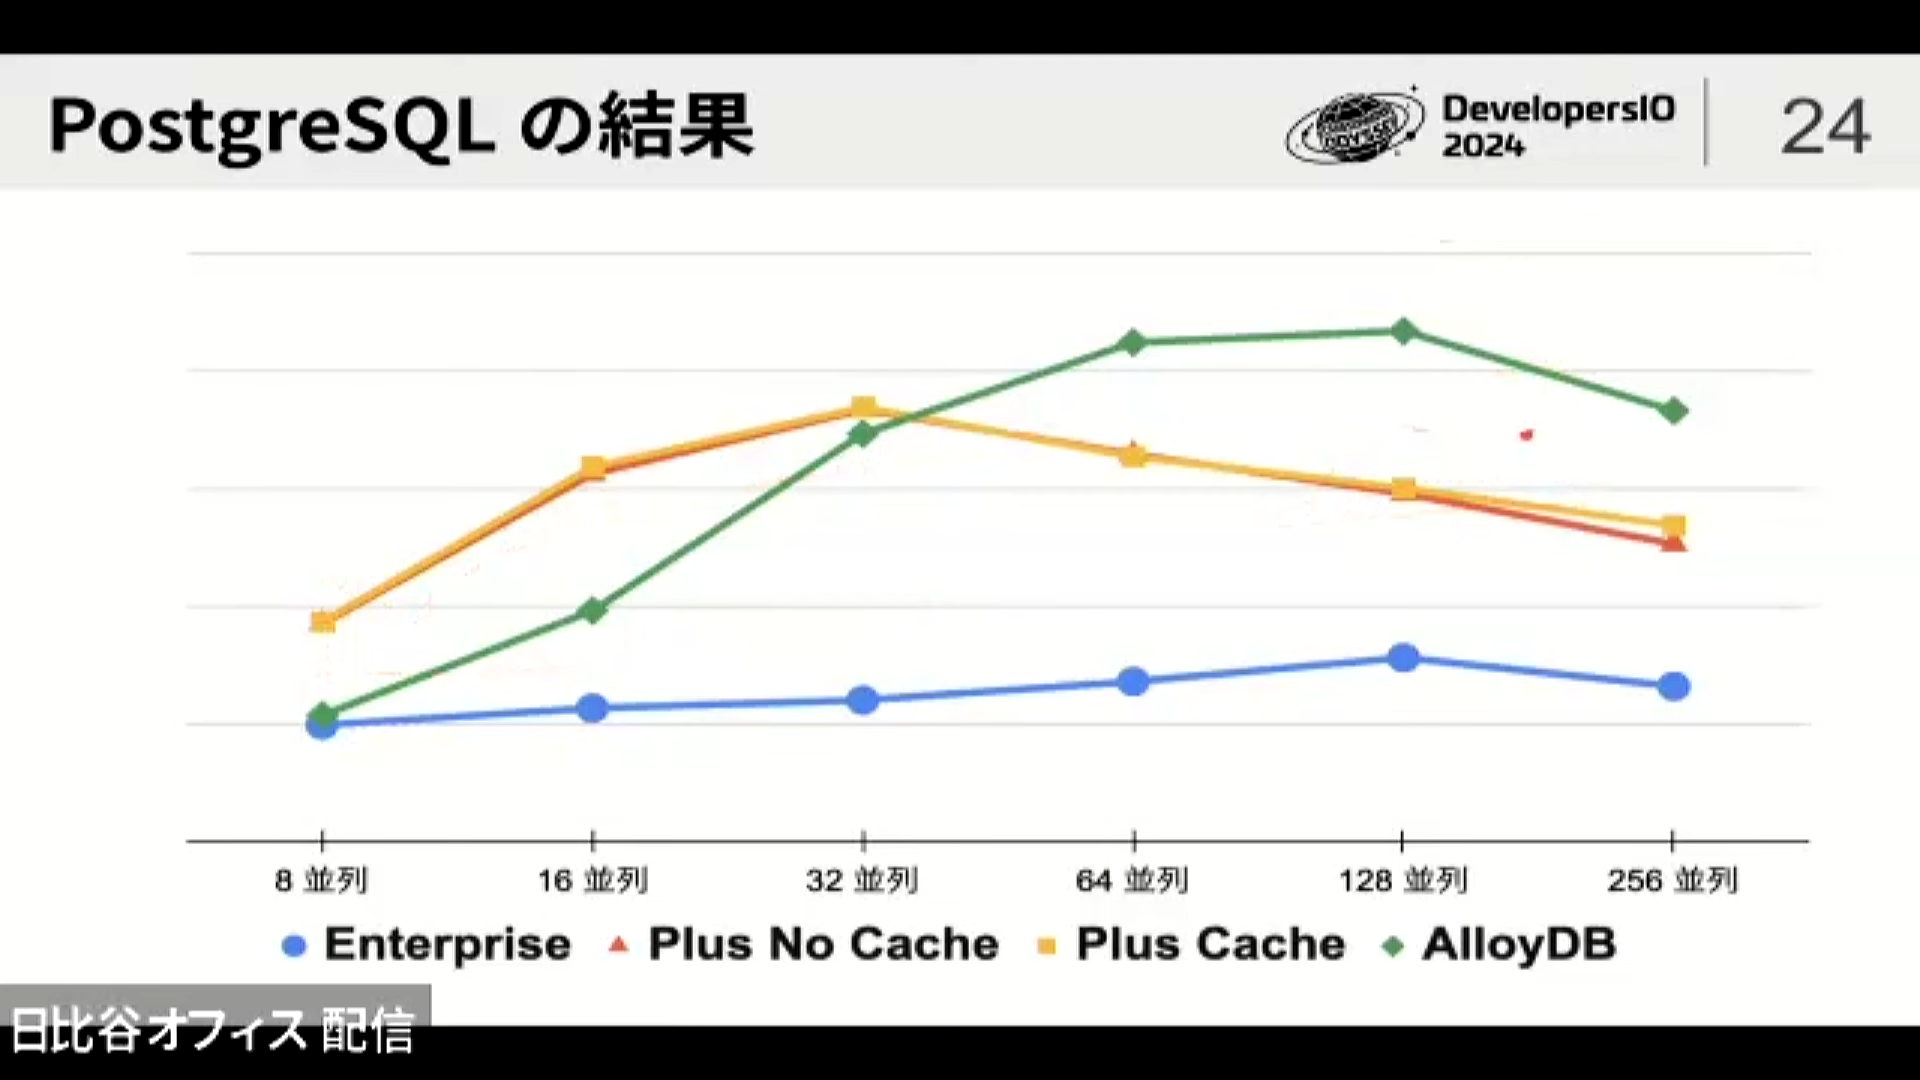 PostgreSQL の結果
DevelopersIO
2024
24
8 並列
16 並列
32 並列
64 並列
128 並列
256 並列
Enterprise
Plus No Cache
Plus Cache
AlloyDB
日比谷オフィス 配信